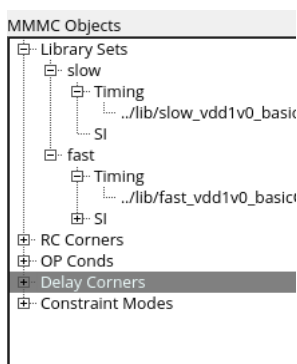 MMMC Objects
Library Sets
slow
Timing
../lib/slow_vdd1v0_basic
SI
fast
Timing
../lib/fast_vdd1v0_basic
SI
RC Corners
OP Conds
Delay Corners
Constraint Modes